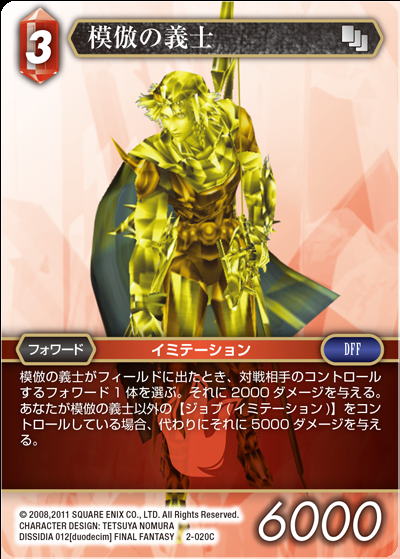 3
模倣の義士
フォワード
イミテーション
DFF
模倣の義士がフィールドに出たとき、対戦相手のコントロール
するフォワード1体を選ぶ。それに2000ダメージを与える。
あなたが模倣の義士以外の【ジョブ(イミテーション)】をコン
トロールしている場合、代わりにそれに5000ダメージを与え
る。
© 2008,2011 SQUARE ENIX CO., LTD. All Rights Reserved.
CHARACTER DESIGN: TETSUYA NOMURA
DISSIDIA 012[duodecim] FINAL FANTASY 2-020C
6000